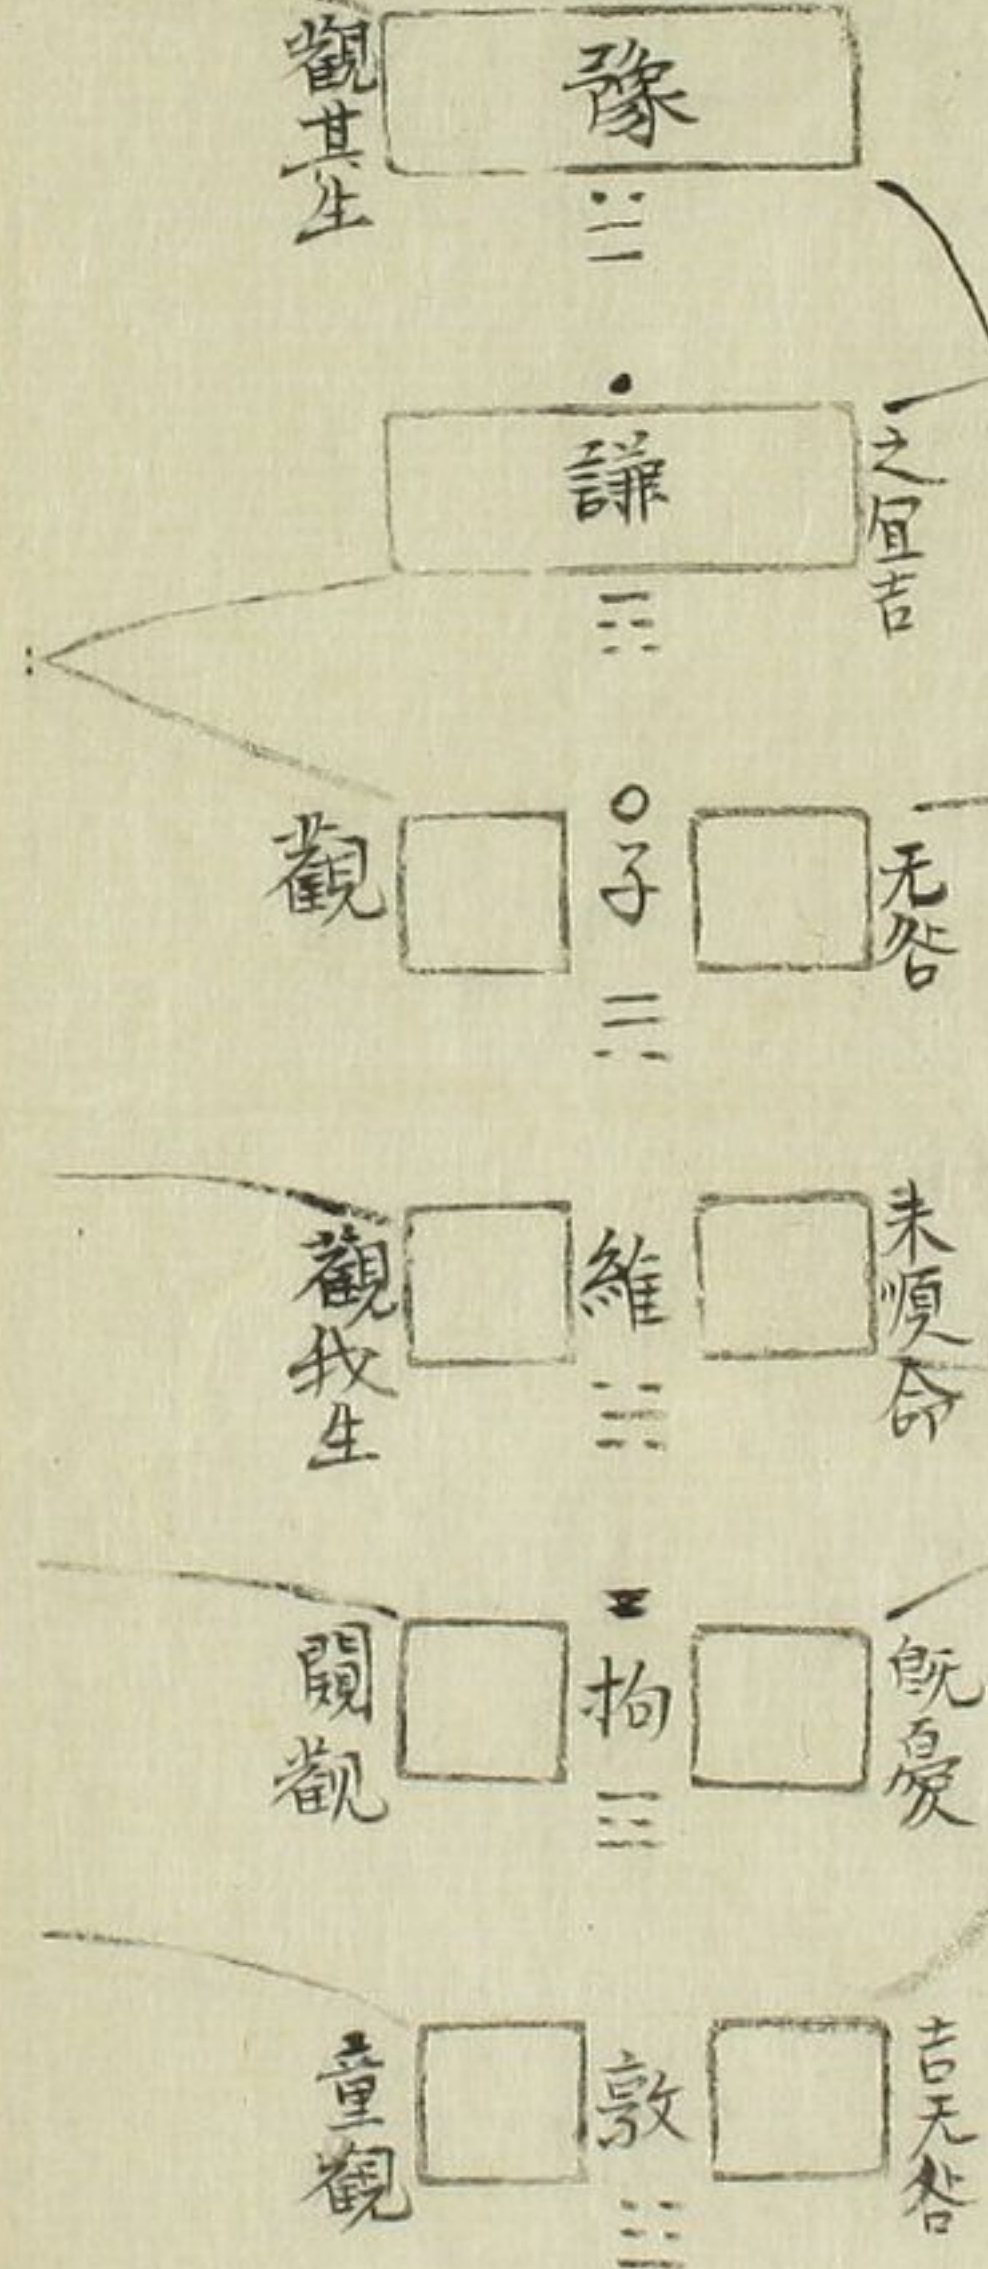 之宜吉
无咎
未順命
既憂
吉无咎
豫
謙
子
維
拘
敦
觀其生
觀
觀我生
闚觀
童觀